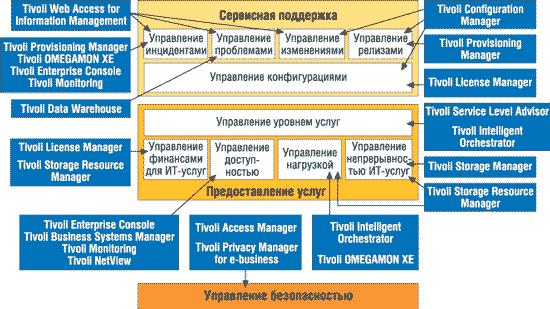 Tivoli Web Access for
Information Management
Сервисная поддержка
Tivoli Configuration
Manager
Управление
инцидентами
Управление
проблемами
Управление
изменениями
Управление
релизами
Tivoli Provisioning Manager
Tivoli OMEGAMON XE
Tivoli Enterprise Console
Tivoli Monitoring
Tivoli Provisioning
Manager
Управление конфигурациями
Tivoli License Manager
Tivoli Data Warehouse
Управление уровнем услуг
Tivoli Service Level Advisor
Tivoli Intelligent
Orchestrator
Tivoli License Manager
Tivoli Storage Resource
Manager
Управление
финансами
для ИТ-услуг
Управление
доступ-
ностью
Управление
нагрузкой
Управление
непрерывнос-
тью ИТ-услуг
Tivoli Storage Manager
Tivoli Storage Resource
Manager
Предоставление услуг
Tivoli Enterprise Console
Tivoli Business Systems Manager
Tivoli Monitoring
Tivoli NetView
Tivoli Access Manager
Tivoli Privacy Manager
for e-business
Tivoli Intelligent
Orchestrator
Tivoli OMEGAMON XE
Управление безопасностью